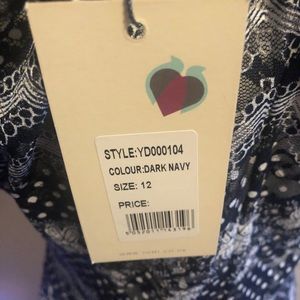 STYLE:YD000104
COLOUR:DARK NAVY
SIZE: 12
PRICE: